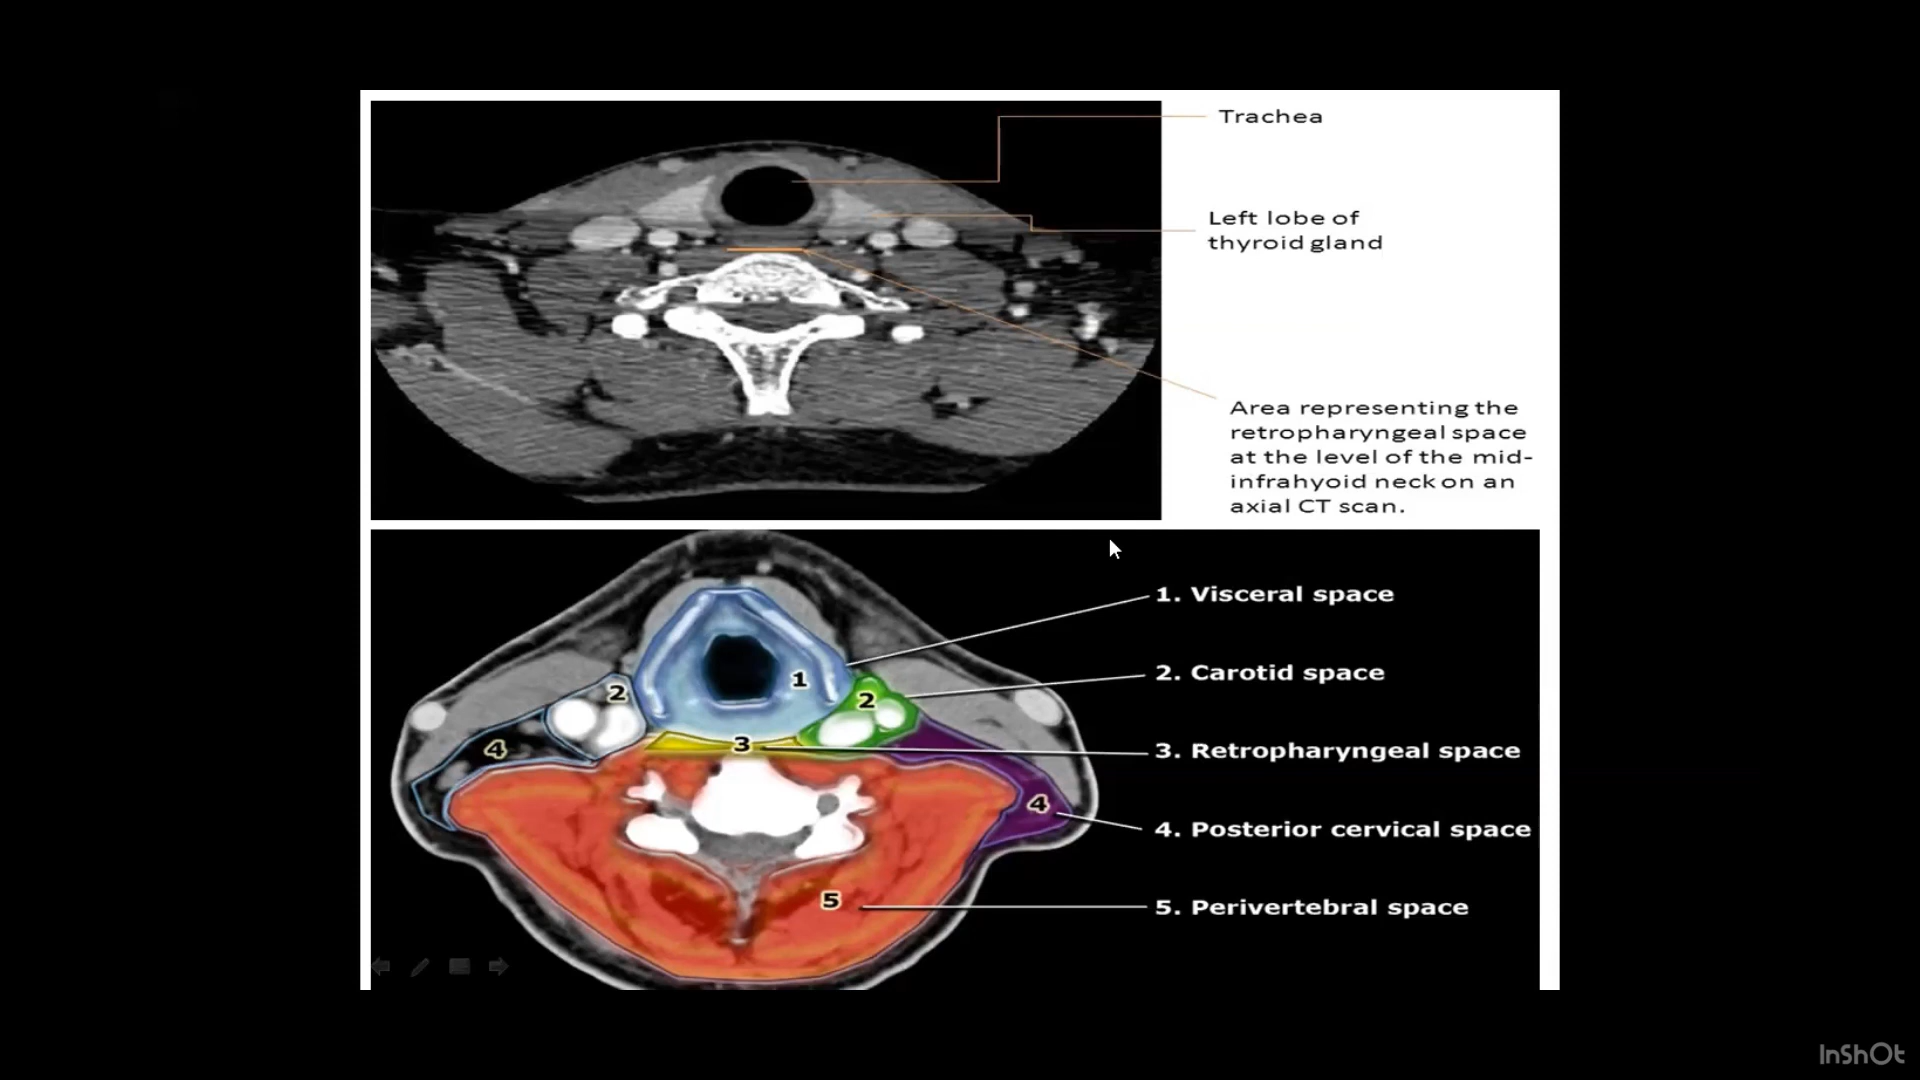 Trachea
Left lobe of
thyroid gland
Area representing the
retropharyngeal space
at the level of the mid-
infrahyoid neck on an
axial CT scan.
1. Visceral space
2. Carotid space
3. Retropharyngeal space
4. Posterior cervical space
5. Perivertebral space
2
1
2
3
4
4
5
InShOt